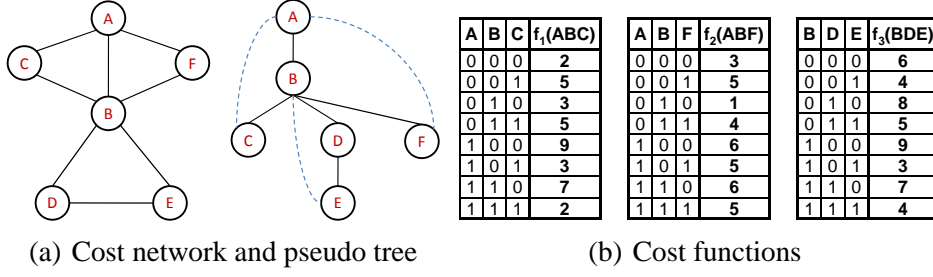 A
C
F
B
D
E
A
B
C
D
F
E
A B C f₁(ABC)
0 0 0 2
0 0 1 5
0 1 0 3
0 1 1 5
1 0 0 9
1 0 1 3
1 1 0 7
1 1 1 2
A B F f₂(ABF)
0 0 0 3
0 0 1 5
0 1 0 1
0 1 1 4
1 0 0 6
1 0 1 5
1 1 0 6
1 1 1 5
B D E f₃(BDE)
0 0 0 6
0 0 1 4
0 1 0 8
0 1 1 5
1 0 0 9
1 0 1 3
1 1 0 7
1 1 1 4
(a) Cost network and pseudo tree
(b) Cost functions